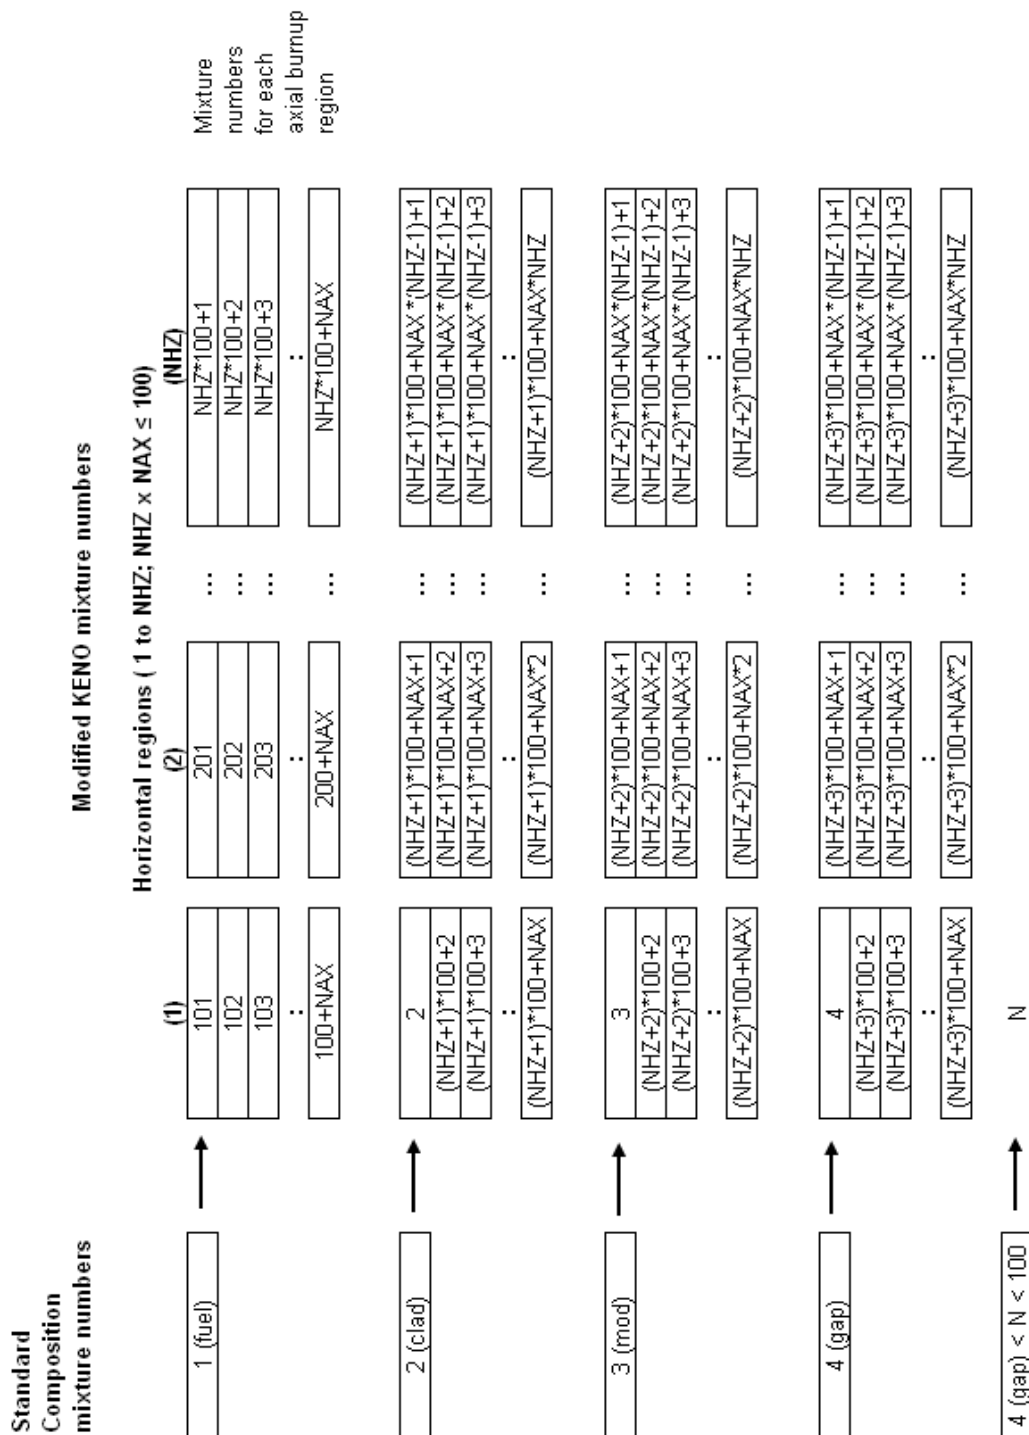 Standard
Composition
mixture numbers
Modified KENO mixture numbers
Horizontal regions ( 1 to NHZ; NHZ x NAX ≤ 100)
(1)
(2)
(NHZ)
1 (fuel)
101
102
103
:
100+NAX
201
202
203
:
200+NAX
...
...
...
...
NHZ*100+1
NHZ*100+2
NHZ*100+3
:
NHZ*100+NAX
Mixture
numbers
for each
axial burnup
region
2 (clad)
2
(NHZ+1)*100+2
(NHZ+1)*100+3
:
(NHZ+1)*100+NAX
(NHZ+1)*100+NAX+1
(NHZ+1)*100+NAX+2
(NHZ+1)*100+NAX+3
:
(NHZ+1)*100+NAX*2
...
...
...
...
(NHZ+1)*100+NAX*(NHZ-1)+1
(NHZ+1)*100+NAX*(NHZ-1)+2
(NHZ+1)*100+NAX*(NHZ-1)+3
:
(NHZ+1)*100+NAX*NHZ
3 (mod)
3
(NHZ+2)*100+2
(NHZ+2)*100+3
:
(NHZ+2)*100+NAX
(NHZ+2)*100+NAX+1
(NHZ+2)*100+NAX+2
(NHZ+2)*100+NAX+3
:
(NHZ+2)*100+NAX*2
...
...
...
...
(NHZ+2)*100+NAX*(NHZ-1)+1
(NHZ+2)*100+NAX*(NHZ-1)+2
(NHZ+2)*100+NAX*(NHZ-1)+3
:
(NHZ+2)*100+NAX*NHZ
4 (gap)
4
(NHZ+3)*100+2
(NHZ+3)*100+3
:
(NHZ+3)*100+NAX
(NHZ+3)*100+NAX+1
(NHZ+3)*100+NAX+2
(NHZ+3)*100+NAX+3
:
(NHZ+3)*100+NAX*2
...
...
...
...
(NHZ+3)*100+NAX*(NHZ-1)+1
(NHZ+3)*100+NAX*(NHZ-1)+2
(NHZ+3)*100+NAX*(NHZ-1)+3
:
(NHZ+3)*100+NAX*NHZ
4 (gap) < N < 100
N